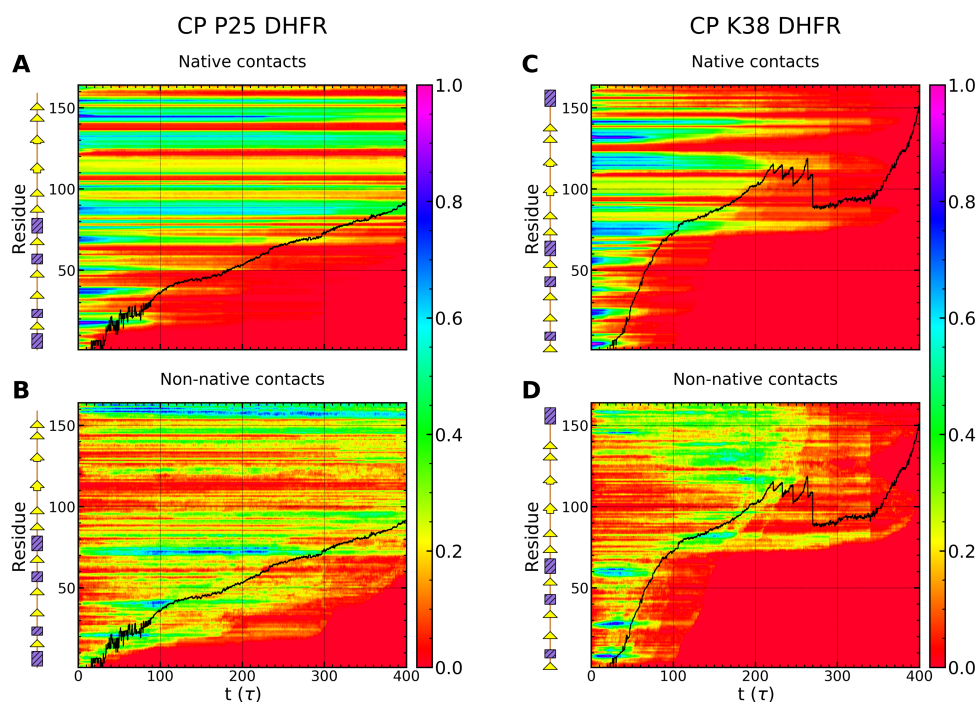 CP P25 DHFR
CP K38 DHFR
A
Native contacts
150
100
50
Residue
1.0
0.8
0.6
0.4
0.2
0.0
B
Non-native contacts
150
100
50
Residue
0 100 200 300 400
t (τ)
C
Native contacts
150
100
50
Residue
1.0
0.8
0.6
0.4
0.2
0.0
D
Non-native contacts
150
100
50
Residue
0 100 200 300 400
t (τ)